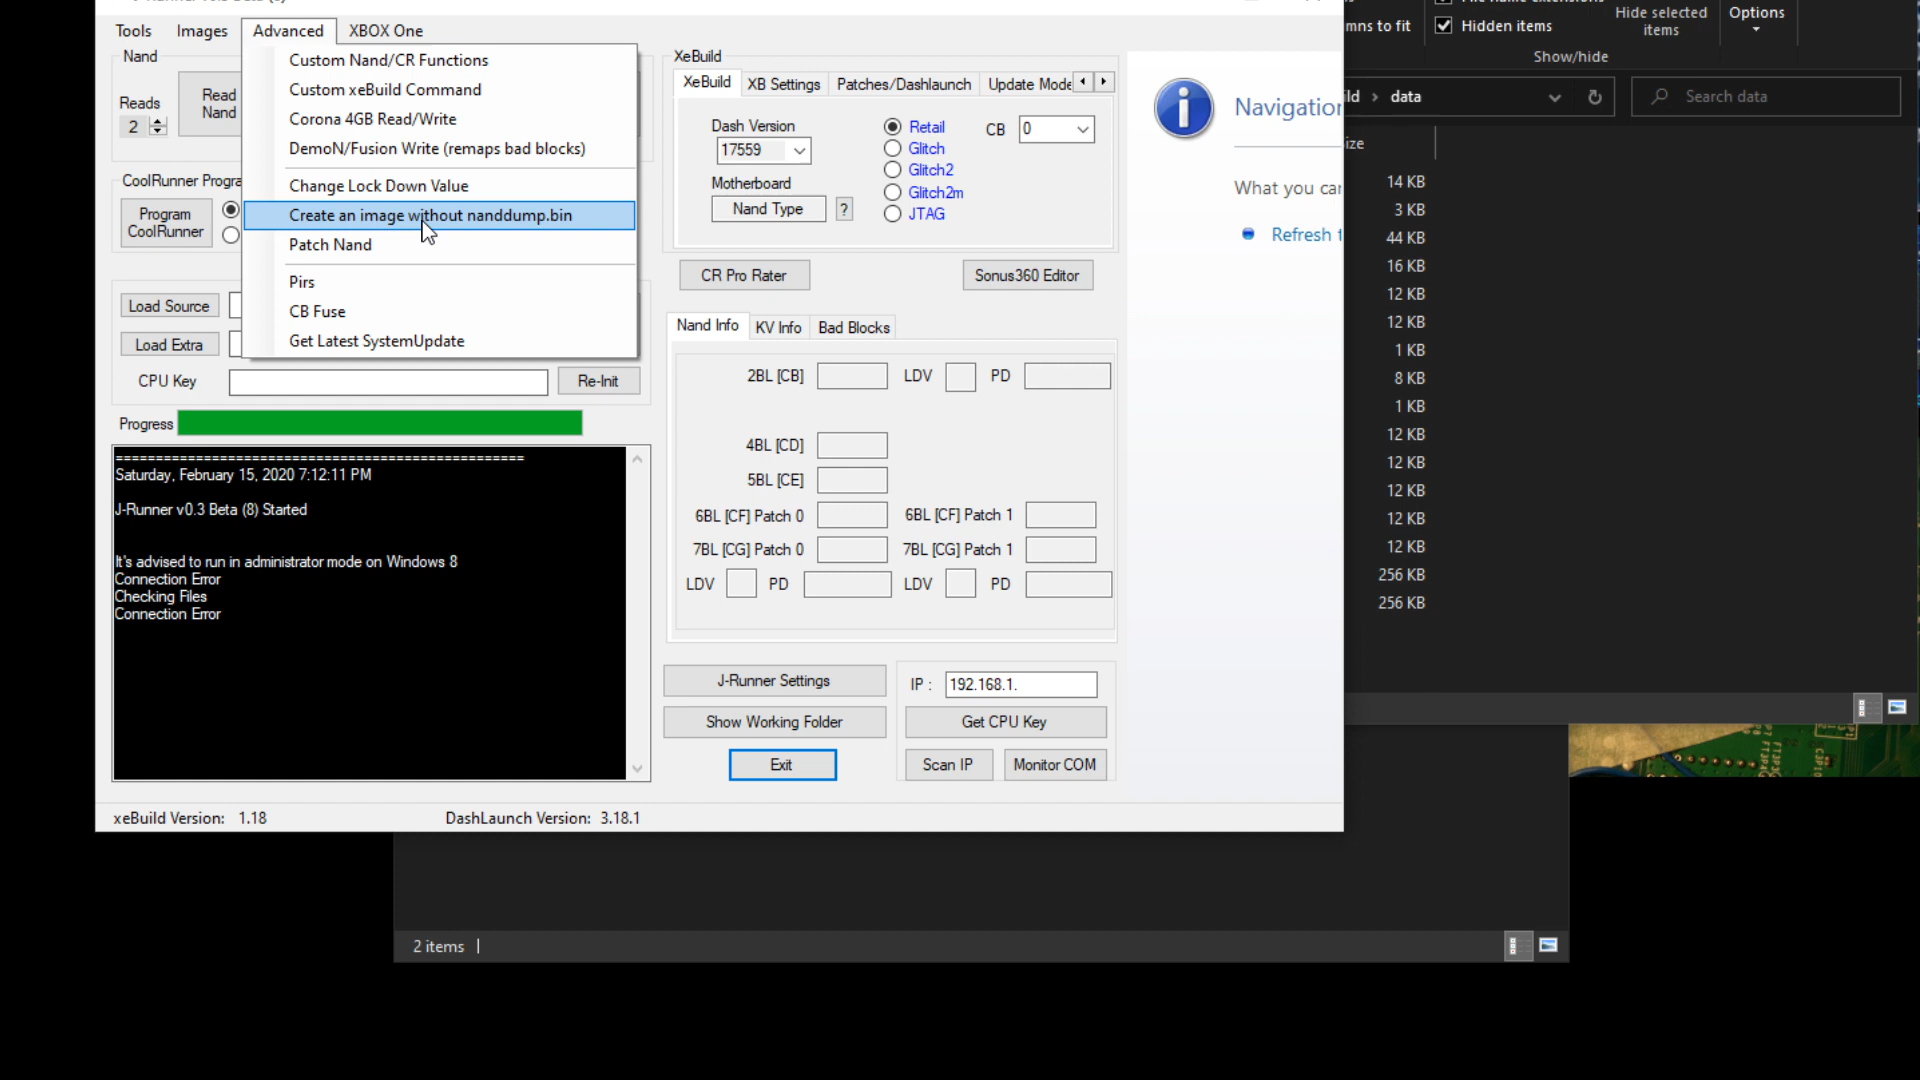 Tools Images Advanced XBOX One
Nand
Reads
2
Read
Nand
CoolRunner Progra
Program
CoolRunner
Load Source
Load Extra
Custom Nand/CR Functions
Custom xeBuild Command
Corona 4GB Read/Write
DemoN/Fusion Write (remaps bad blocks)
Change Lock Down Value
Create an image without nanddump.bin
Patch Nand
Pirs
CB Fuse
Get Latest SystemUpdate
CPU Key
Re-Init
Progress
==================================================
Saturday, February 15, 2020 7:12:11 PM
J-Runner v0.3 Beta (8) Started
It's advised to run in administrator mode on Windows 8
Connection Error
Checking Files
Connection Error
XeBuild
XeBuild XB Settings Patches/Dashlaunch Update Mode
Dash Version
17559
Motherboard
Nand Type ?
Retail
Glitch
Glitch2
Glitch2m
JTAG
CB 0
CR Pro Rater
Sonus360 Editor
Nand Info KV Info Bad Blocks
2BL [CB] LDV PD
4BL [CD]
5BL [CE]
6BL [CF] Patch 0 6BL [CF] Patch 1
7BL [CG] Patch 0 7BL [CG] Patch 1
LDV PD LDV PD
J-Runner Settings
Show Working Folder
Exit
IP : 192.168.1.
Get CPU Key
Scan IP Monitor COM
xeBuild Version: 1.18 DashLaunch Version: 3.18.1
Navigation
What you car
Refresh t
mns to fit
Hidden items
Hide selected
items
Options
Show/hide
ild > data
Search data
ize
14 KB
3 KB
44 KB
16 KB
12 KB
12 KB
1 KB
8 KB
1 KB
12 KB
12 KB
12 KB
12 KB
12 KB
256 KB
256 KB
2 items